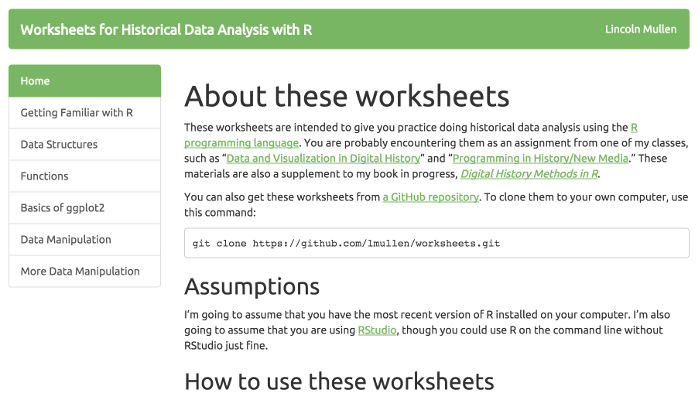 Worksheets for Historical Data Analysis with R
Lincoln Mullen
Home
Getting Familiar with R
Data Structures
Functions
Basics of ggplot2
Data Manipulation
More Data Manipulation
About these worksheets
These worksheets are intended to give you practice doing historical data analysis using the R
programming language. You are probably encountering them as an assignment from one of my classes,
such as “Data and Visualization in Digital History” and “Programming in History/New Media.” These
materials are also a supplement to my book in progress, Digital History Methods in R.
You can also get these worksheets from a GitHub repository. To clone them to your own computer, use
this command:
git clone https://github.com/lmullen/worksheets.git
Assumptions
I’m going to assume that you have the most recent version of R installed on your computer. I’m also
going to assume that you are using RStudio, though you could use R on the command line without
RStudio just fine.
How to use these worksheets